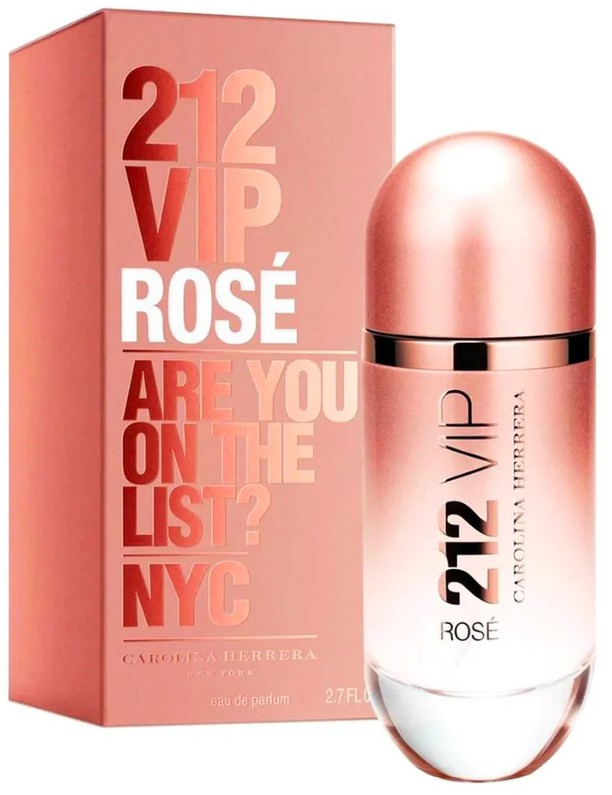 212
VIP
ROSÉ
ARE YOU
ON THE
LIST?
NYC
CAROLINA HERRERA
NEW YORK
eau de parfum 2.7 FL
212 VIP
ROSÉ
CAROLINA HERRERA